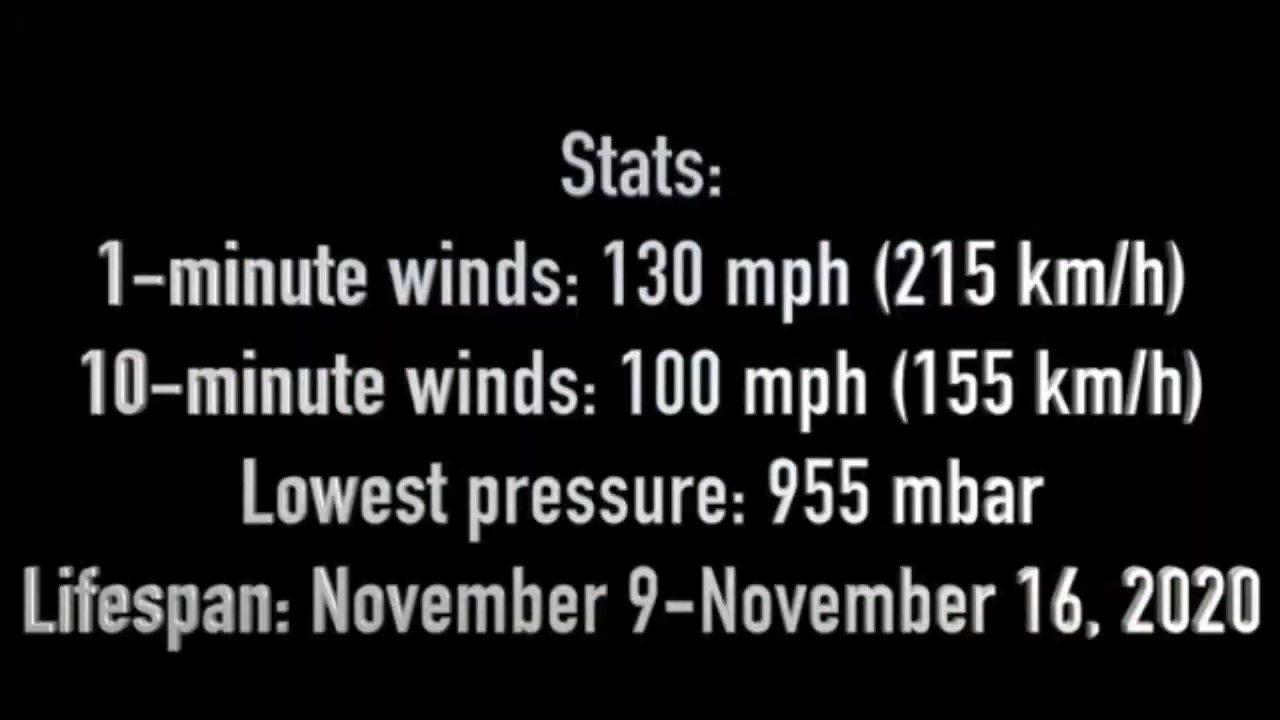 Stats:
1-minute winds: 130 mph (215 km/h)
10-minute winds: 100 mph (155 km/h)
Lowest pressure: 955 mbar
Lifespan: November 9-November 16, 2020